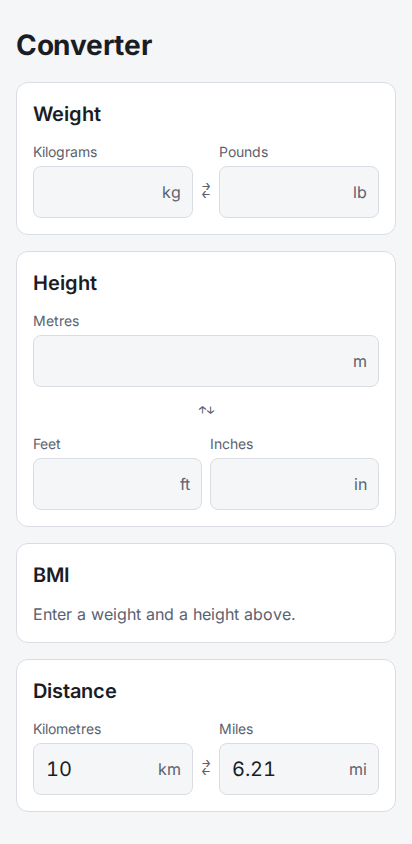 Converter
Weight
Kilograms Pounds
kg ⇄ lb
Height
Metres
m
↑↓
Feet Inches
ft in
BMI
Enter a weight and a height above.
Distance
Kilometres Miles
10 km ⇄ 6.21 mi